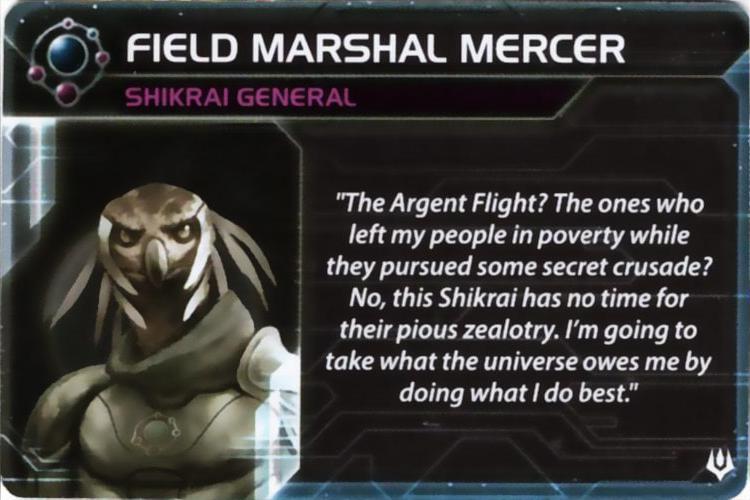 FIELD MARSHAL MERCER
SHIKRAI GENERAL
"The Argent Flight? The ones who
left my people in poverty while
they pursued some secret crusade?
No, this Shikrai has no time for
their pious zealotry. I'm going to
take what the universe owes me by
doing what I do best."